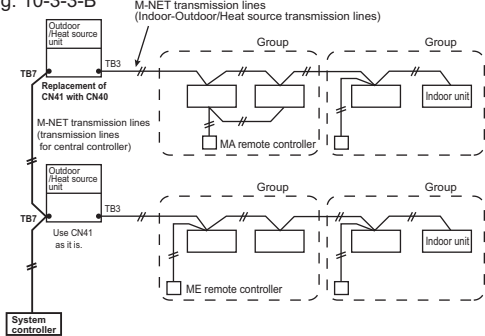 g. 10-3-3-B
M-NET transmission lines
(Indoor-Outdoor/Heat source transmission lines)
Outdoor
/Heat source
unit
TB7
TB3
Replacement of
CN41 with CN40
M-NET transmission lines
(transmission lines
for central controller)
Group
Group
Indoor unit
MA remote controller
Outdoor
/Heat source
unit
TB7
TB3
Use CN41
as it is.
Group
Group
Indoor unit
ME remote controller
System
controller